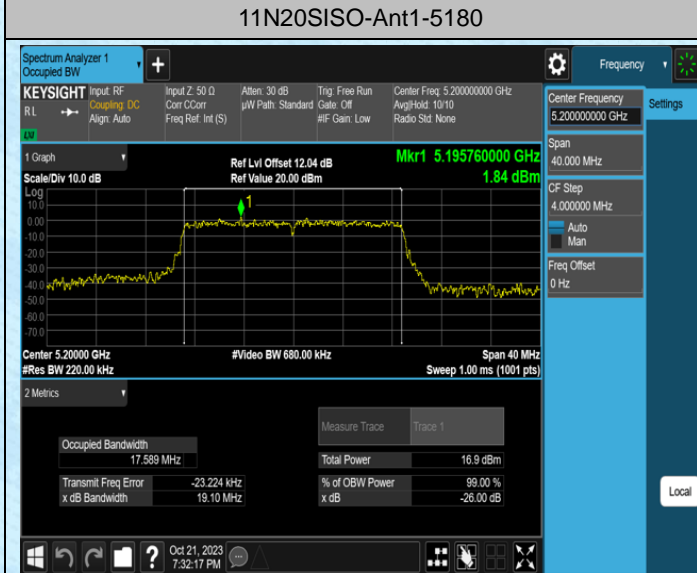 11N20SISO-Ant1-5180
Spectrum Analyzer 1
Occupied BW
+
Frequency
KEYSIGHT
RL
Input: RF
Coupling: DC
Align: Auto
Input Z: 50 Ω
Corr CCorr
Freq Ref: Int (S)
Atten: 30 dB
µW Path: Standard
Trig: Free Run
Gate: Off
#IF Gain: Low
Center Freq: 5.200000000 GHz
Avg|Hold: 10/10
Radio Std: None
Center Frequency
5.200000000 GHz
Settings
Span
40.000 MHz
CF Step
4.000000 MHz
Auto
Man
Freq Offset
0 Hz
1 Graph
Scale/Div 10.0 dB
Ref Lvl Offset 12.04 dB
Ref Value 20.00 dBm
Mkr1 5.195760000 GHz
1.84 dBm
Log
10.0
0.00
-10.0
-20.0
-30.0
-40.0
-50.0
-60.0
-70.0
1
Center 5.20000 GHz
#Res BW 220.00 kHz
#Video BW 680.00 kHz
Span 40 MHz
Sweep 1.00 ms (1001 pts)
2 Metrics
Measure Trace Trace 1
Occupied Bandwidth
17.589 MHz
Total Power 16.9 dBm
Transmit Freq Error -23.224 kHz
% of OBW Power 99.00 %
x dB Bandwidth 19.10 MHz
x dB -26.00 dB
Local
?
Oct 21, 2023
7:32:17 PM